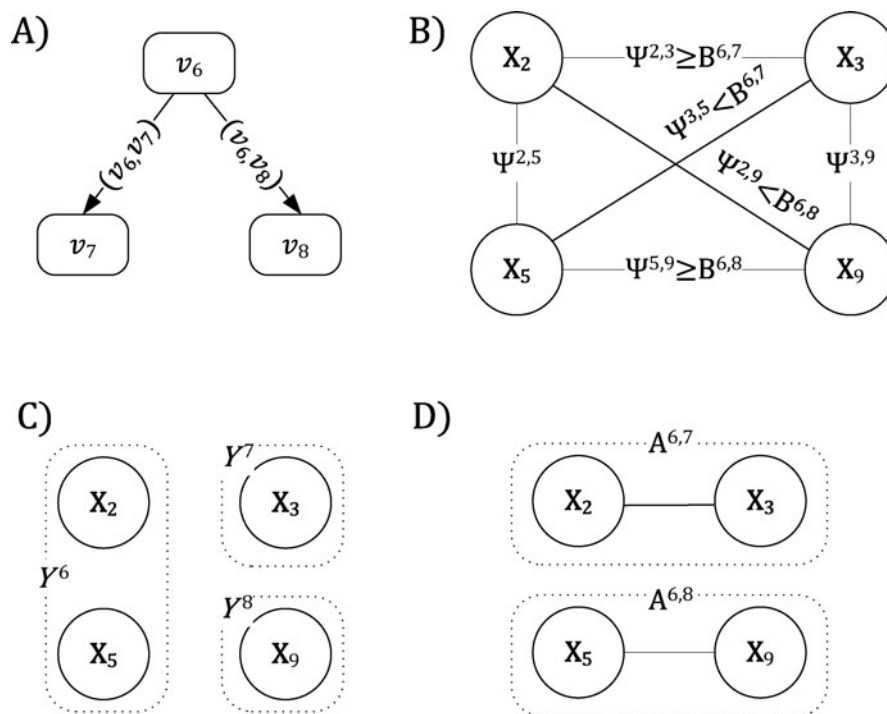 A)
v₆
(v₆,v₇)
(v₆,v₈)
v₇
v₈
B)
X₂
Ψ²,³≥B⁶,⁷
X₃
Ψ³,⁵<B⁶,⁷
Ψ²,⁵
Ψ²,⁹<B⁶,⁸
Ψ³,⁹
X₅
Ψ⁵,⁹≥B⁶,⁸
X₉
C)
X₂
Y⁷
X₃
Y⁶
X₅
Y⁸
X₉
D)
A⁶,⁷
X₂
X₃
A⁶,⁸
X₅
X₉